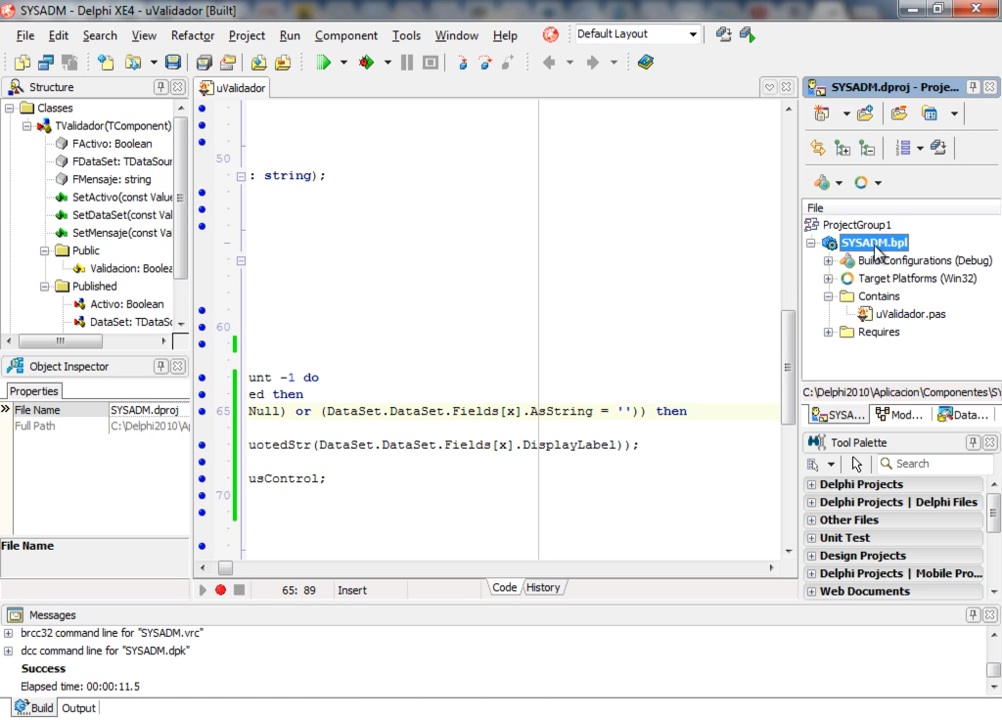 SYSADM - Delphi XE4 - uValidador [Built]
File Edit Search View Refactor Project Run Component Tools Window Help
Default Layout
Structure
Classes
TValidador(TComponent)
FActivo: Boolean
FDataSet: TDataSour
FMensaje: string
SetActivo(const Value
SetDataSet(const Val
SetMensaje(const Va
Public
Validacion: Boolea
Published
Activo: Boolean
DataSet: TDataSo
Object Inspector
Properties
File Name SYSADM.dproj
Full Path C:\Delphi2010\Ap
File Name
uValidador
50
: string);
60
unt -1 do
ed then
65 Null) or (DataSet.DataSet.Fields[x].AsString = '')) then
uotedStr(DataSet.DataSet.Fields[x].DisplayLabel));
usControl;
70
65: 89 Insert
Code History
SYSADM.dproj - Proje...
File
ProjectGroup1
SYSADM.bpl
Build Configurations (Debug)
Target Platforms (Win32)
Contains
uValidador.pas
Requires
C:\Delphi2010\Aplicacion\Componentes\S
SYSA... Mod... Data...
Tool Palette
Search
Delphi Projects
Delphi Projects | Delphi Files
Other Files
Unit Test
Design Projects
Delphi Projects | Mobile Pro...
Web Documents
Messages
brcc32 command line for "SYSADM.vrc"
dcc command line for "SYSADM.dpk"
Success
Elapsed time: 00:00:11.5
Build Output